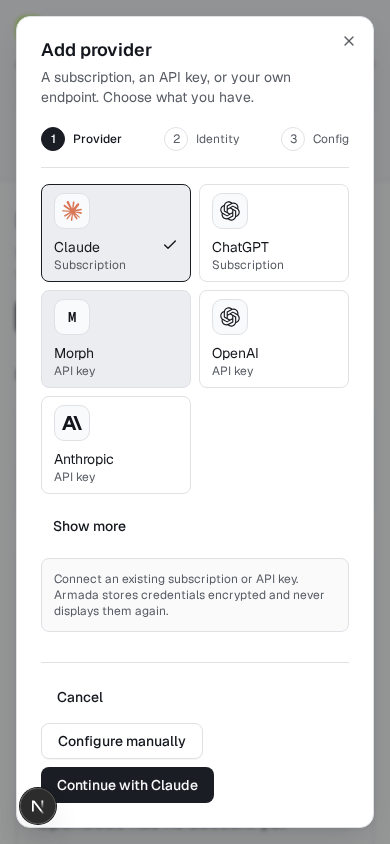 Add provider
A subscription, an API key, or your own
endpoint. Choose what you have.
1 Provider
2 Identity
3 Config
Claude
Subscription
ChatGPT
Subscription
M
Morph
API key
OpenAI
API key
A\
Anthropic
API key
Show more
Connect an existing subscription or API key.
Armada stores credentials encrypted and never
displays them again.
Cancel
Configure manually
Continue with Claude
N